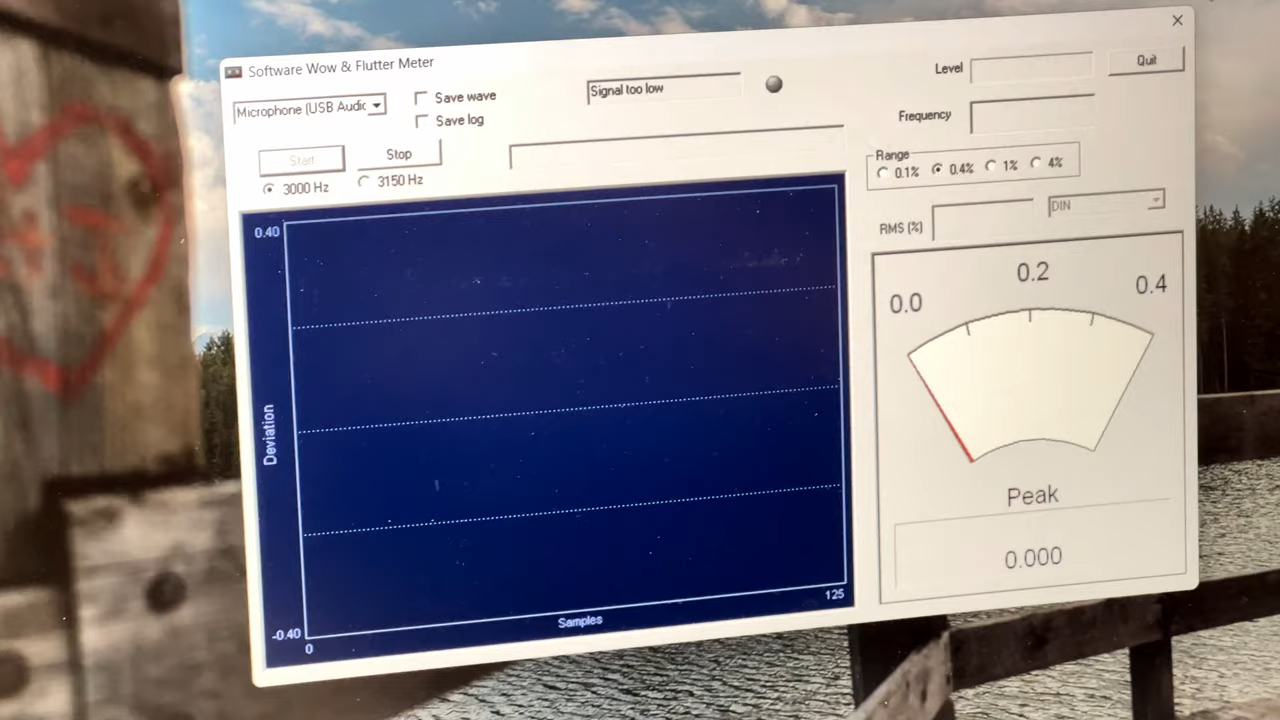 Software Wow & Flutter Meter
Microphone (USB Audic
Save wave
Save log
Signal too low
Level
Quit
Frequency
Start
Stop
3000 Hz
3150 Hz
Range
0.1%
0.4%
1%
4%
RMS (%)
DIN
0.40
Deviation
-0.40
0
Samples
125
0.0
0.2
0.4
Peak
0.000